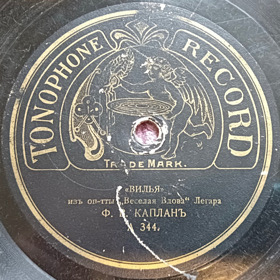 TONOPHONE RECORD
TRADE MARK.
«ВИЛЬЯ»
изъ оп-тты „Веселая Вдова“ Легара
Ф. КАПЛАНЪ
344.